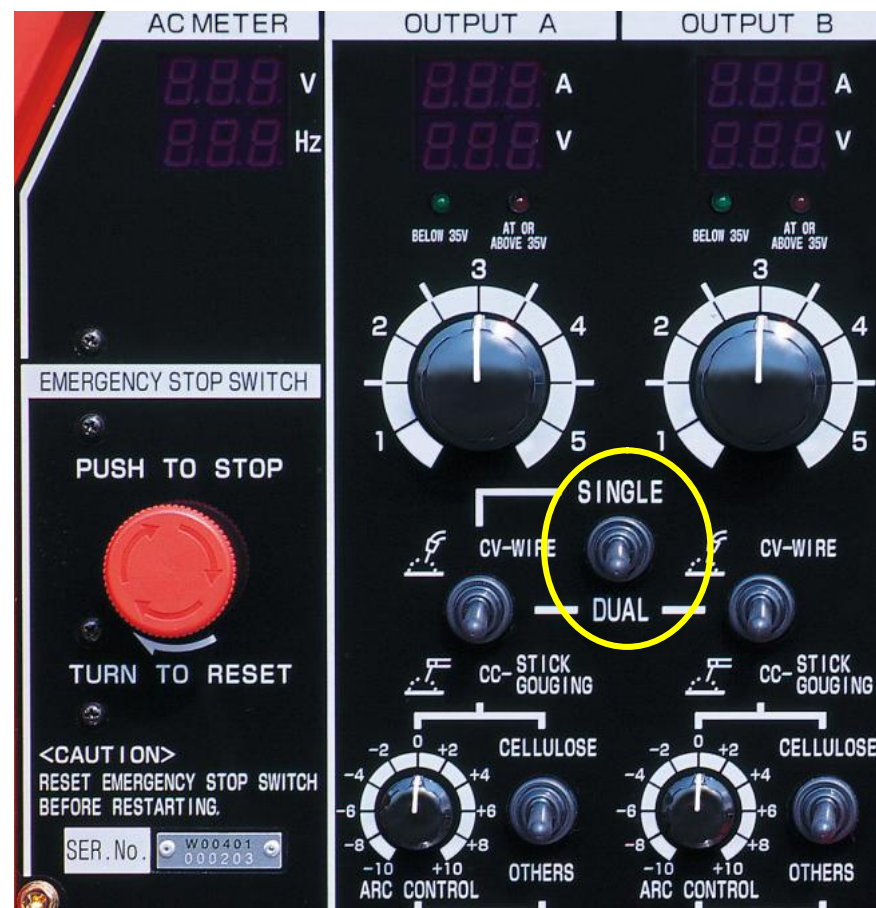 AC METER
V
Hz
EMERGENCY STOP SWITCH
PUSH TO STOP
TURN TO RESET
<CAUTION>
RESET EMERGENCY STOP SWITCH
BEFORE RESTARTING.
SER.No.
W00401
000203
OUTPUT A
A
V
BELOW 35V
AT OR
ABOVE 35V
1
2
3
4
5
OUTPUT B
A
V
BELOW 35V
AT OR
ABOVE 35V
1
2
3
4
5
SINGLE
DUAL
CV-WIRE
CC-STICK
GOUGING
-10
-8
-6
-4
-2
0
+2
+4
+6
+8
+10
ARC CONTROL
CELLULOSE
OTHERS
CV-WIRE
CC-STICK
GOUGING
-10
-8
-6
-4
-2
0
+2
+4
+6
+8
+10
ARC CONTROL
CELLULOSE
OTHERS